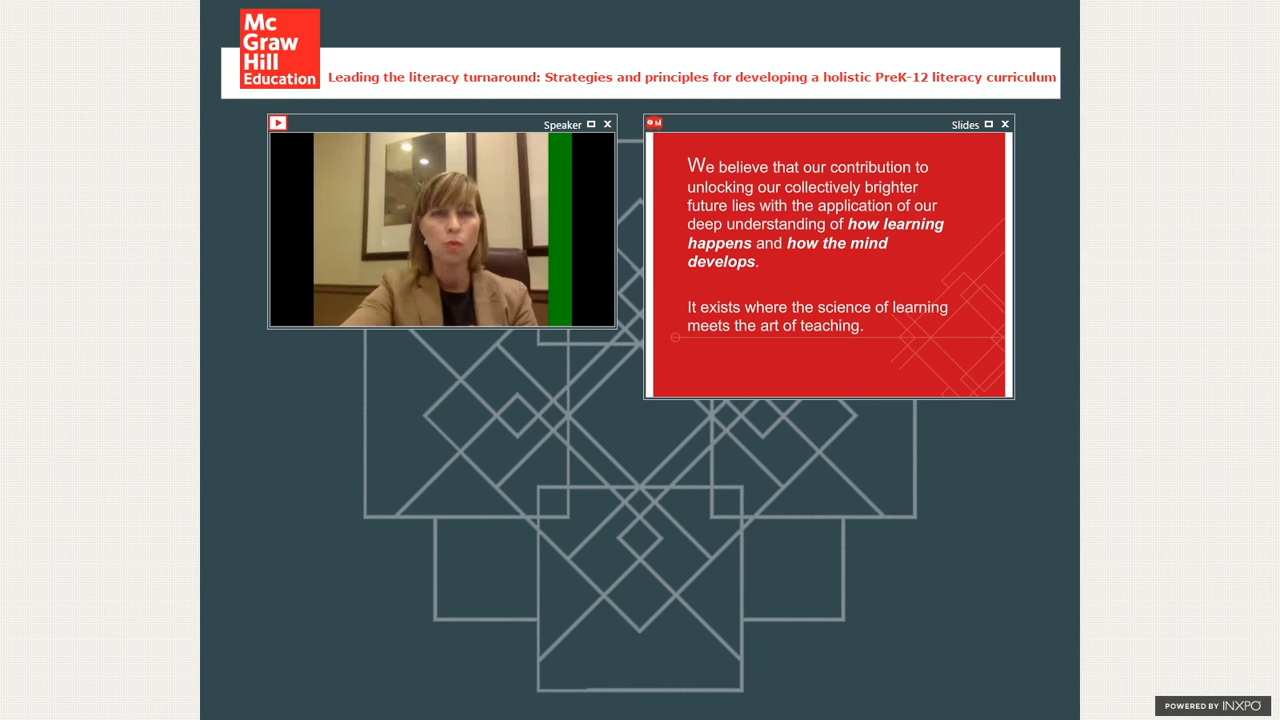 Mc
Graw
Hill
Education
Leading the literacy turnaround: Strategies and principles for developing a holistic PreK-12 literacy curriculum
Speaker
Slides
We believe that our contribution to
unlocking our collectively brighter
future lies with the application of our
deep understanding of how learning
happens and how the mind
develops.
It exists where the science of learning
meets the art of teaching.
POWERED BY INXPO